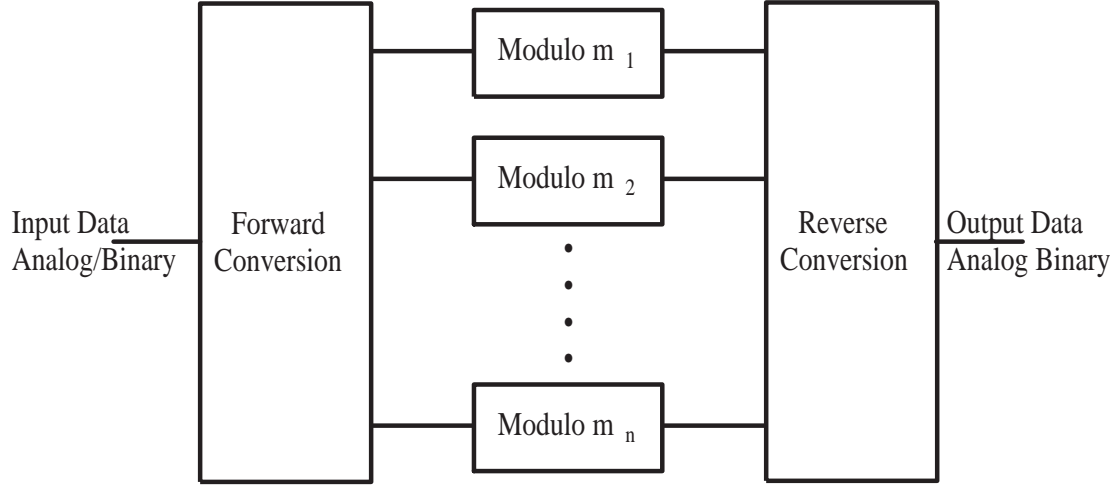 Modulo m 1
Modulo m 2
Input Data
Analog/Binary
Forward
Conversion
Reverse
Conversion
Output Data
Analog Binary
Modulo m n